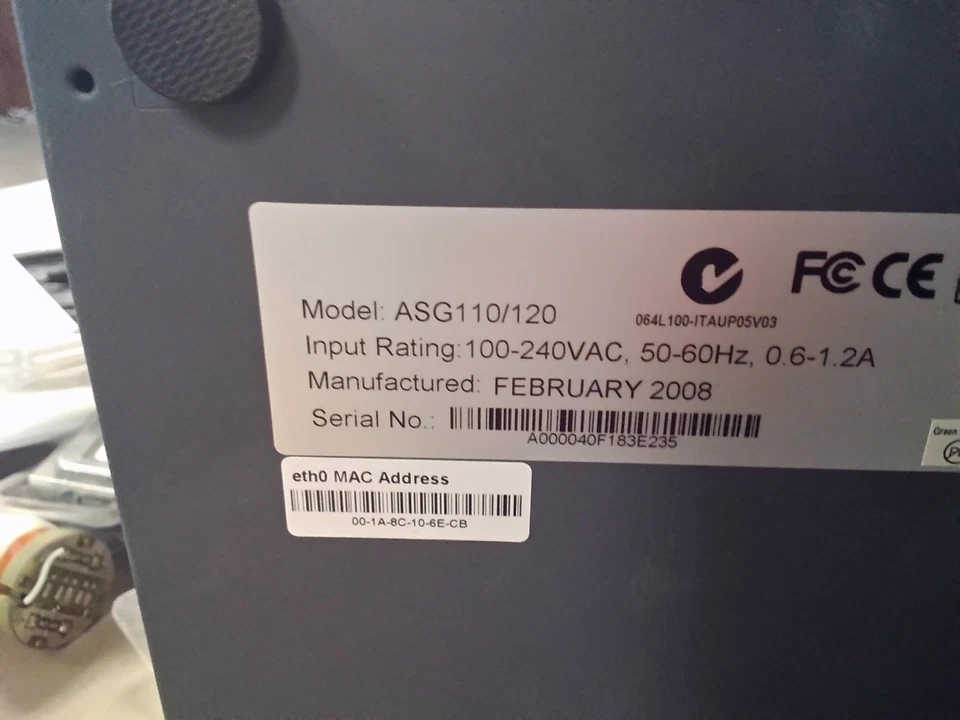 FC CE
064L100-ITAUP05V03
Model: ASG110/120
Input Rating:100-240VAC, 50-60Hz, 0.6-1.2A
Manufactured: FEBRUARY 2008
Serial No.:
A000040F183E235
Green
eth0 MAC Address
00-1A-8C-10-6E-CB